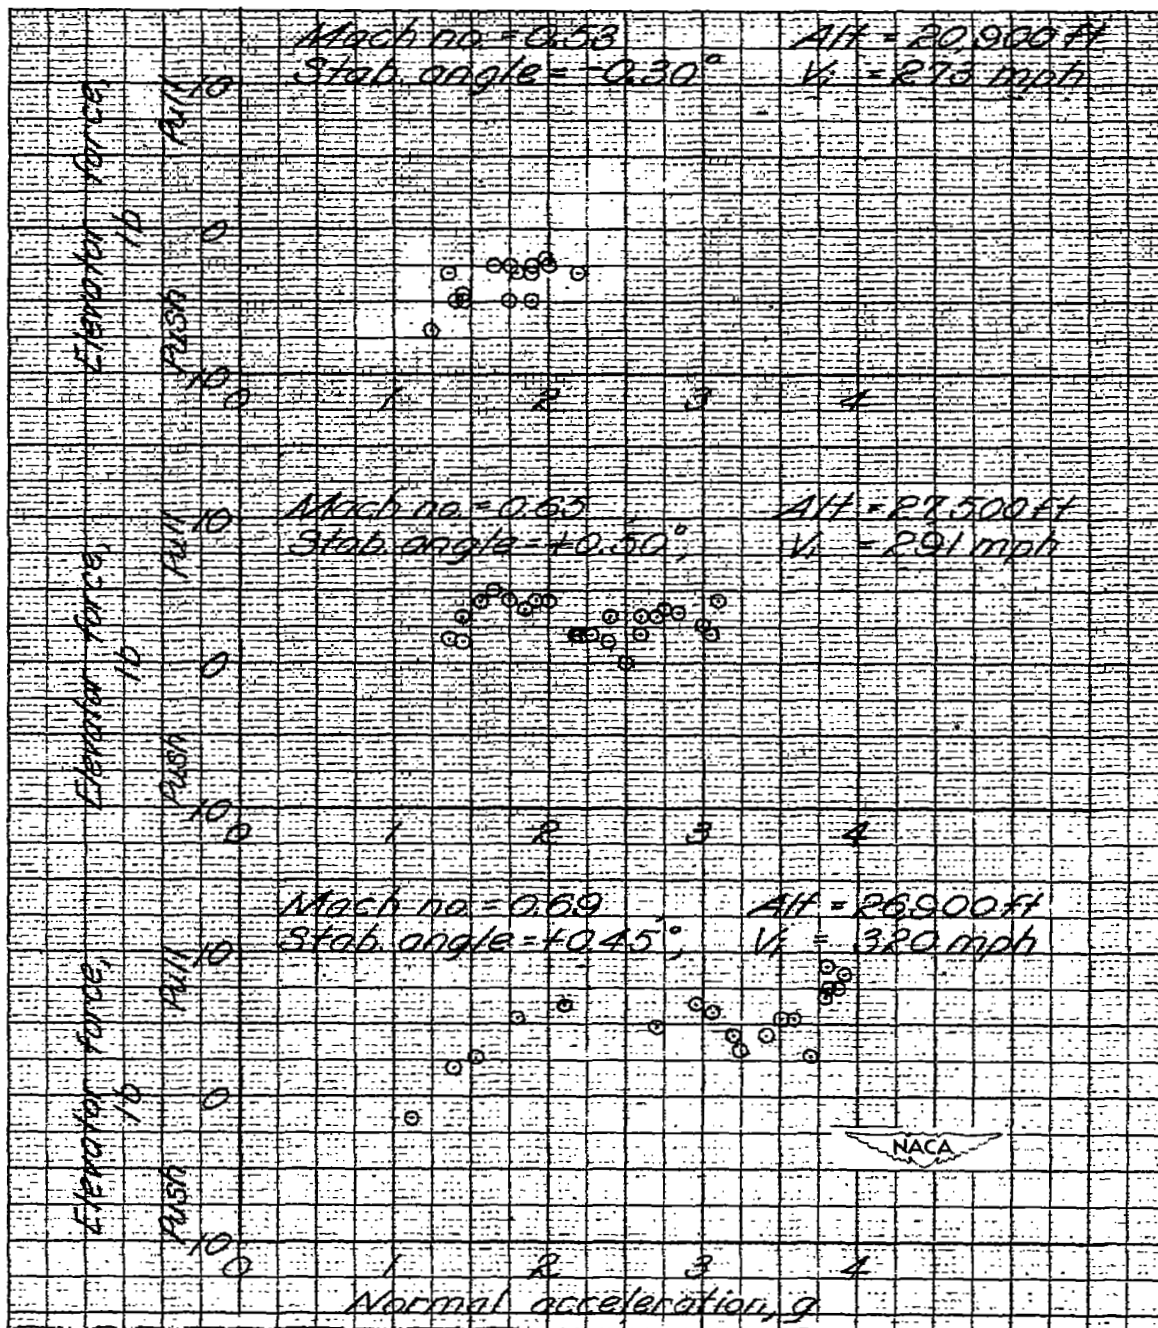 Mach no. = 0.53 Alt = 20,900 ft
Stab. angle = -0.30° Vi = 273 mph
Elevator force,
lb
Pull
Push
10
0
10
0 1 2 3 4
Mach no. = 0.65 Alt = 27,500 ft
Stab. angle = +0.50°, Vi = 291 mph
Elevator force,
lb
Pull
Push
10
0
10
0 1 2 3 4
Mach no. = 0.69 Alt = 26,900 ft
Stab. angle = +0.45°, Vi = 320 mph
Elevator force,
lb
Pull
Push
10
0
10
NACA
0 1 2 3 4
Normal acceleration, g